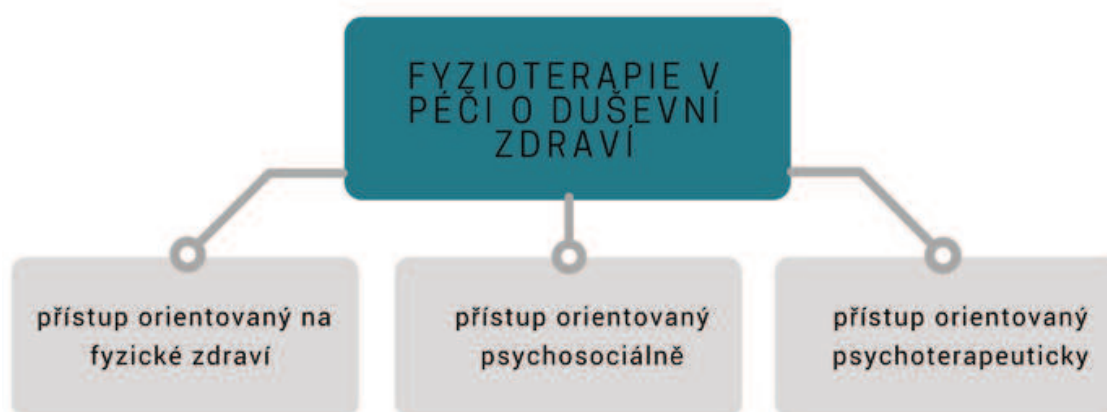 FYZIOTERAPIE V
PÉČI O DUŠEVNÍ
ZDRAVÍ
přístup orientovaný na
fyzické zdraví
přístup orientovaný
psychosociálně
přístup orientovaný
psychoterapeuticky